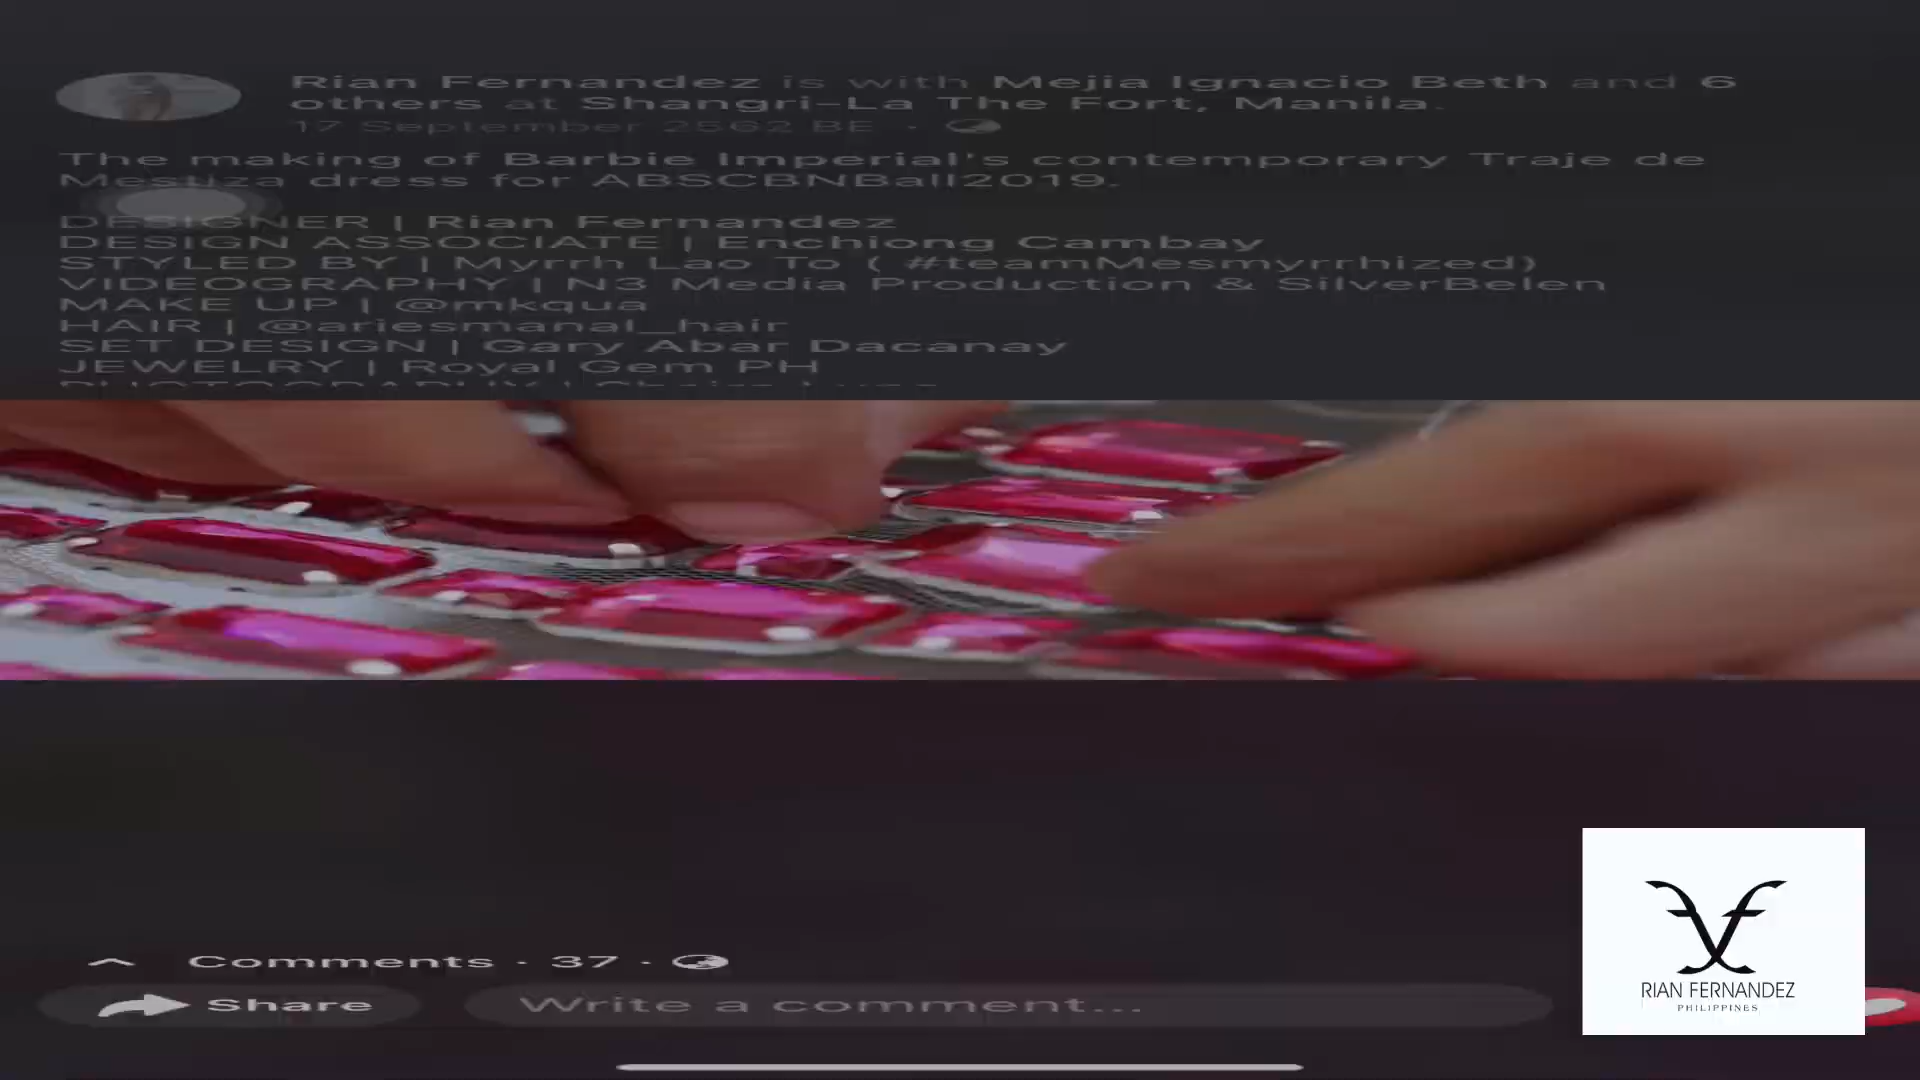 Rian Fernandez is with Mejia Ignacio Beth and 6
others at Shangri-La The Fort, Manila.
17 September 2562 BE ·
The making of Barbie Imperial's contemporary Traje de
Mestiza dress for ABSCBNBall2019.
DESIGNER | Rian Fernandez
DESIGN ASSOCIATE | Enchiong Cambay
STYLED BY | Myrrh Lao To ( #teamMesmyrrhized)
VIDEOGRAPHY | N3 Media Production & SilverBelen
MAKE UP | @mkqua
HAIR | @ariesmanal_hair
SET DESIGN | Gary Abar Dacanay
JEWELRY | Royal Gem PH
Comments · 37 ·
Share
Write a comment...
RIAN FERNANDEZ
PHILIPPINES